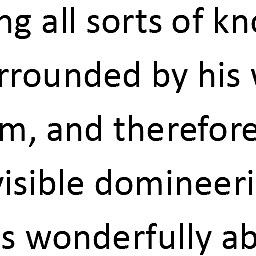 ng all sorts of kno
rrounded by his
m, and therefore
visible domineeri
s wonderfully ab